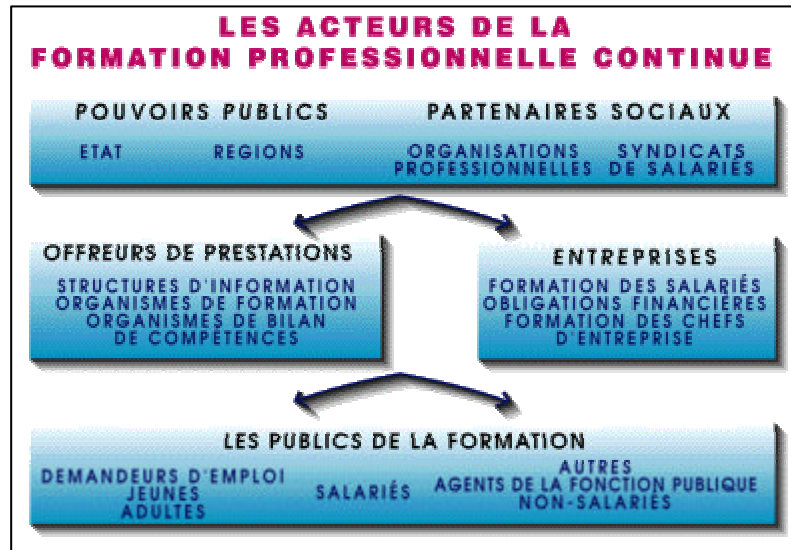 LES ACTEURS DE LA
FORMATION PROFESSIONNELLE CONTINUE
POUVOIRS PUBLICS
PARTENAIRES SOCIAUX
ETAT
REGIONS
ORGANISATIONS
PROFESSIONNELLES
SYNDICATS
DE SALARIÉS
OFFREURS DE PRESTATIONS
STRUCTURES D'INFORMATION
ORGANISMES DE FORMATION
ORGANISMES DE BILAN
DE COMPÉTENCES
ENTREPRISES
FORMATION DES SALARIÉS
OBLIGATIONS FINANCIÈRES
FORMATION DES CHEFS
D'ENTREPRISE
LES PUBLICS DE LA FORMATION
DEMANDEURS D'EMPLOI
JEUNES
ADULTES
SALARIÉS
AUTRES
AGENTS DE LA FONCTION PUBLIQUE
NON-SALARIÉS